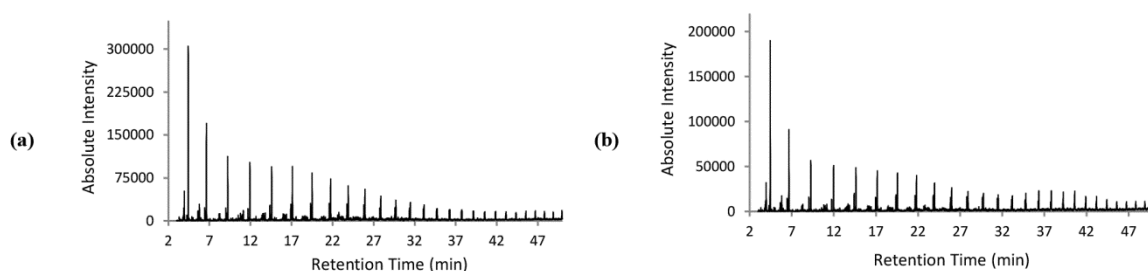 (a)
Absolute Intensity
300000
225000
150000
75000
0
2 7 12 17 22 27 32 37 42 47
Retention Time (min)
(b)
Absolute Intensity
200000
150000
100000
50000
0
2 7 12 17 22 27 32 37 42 47
Retention Time (min)